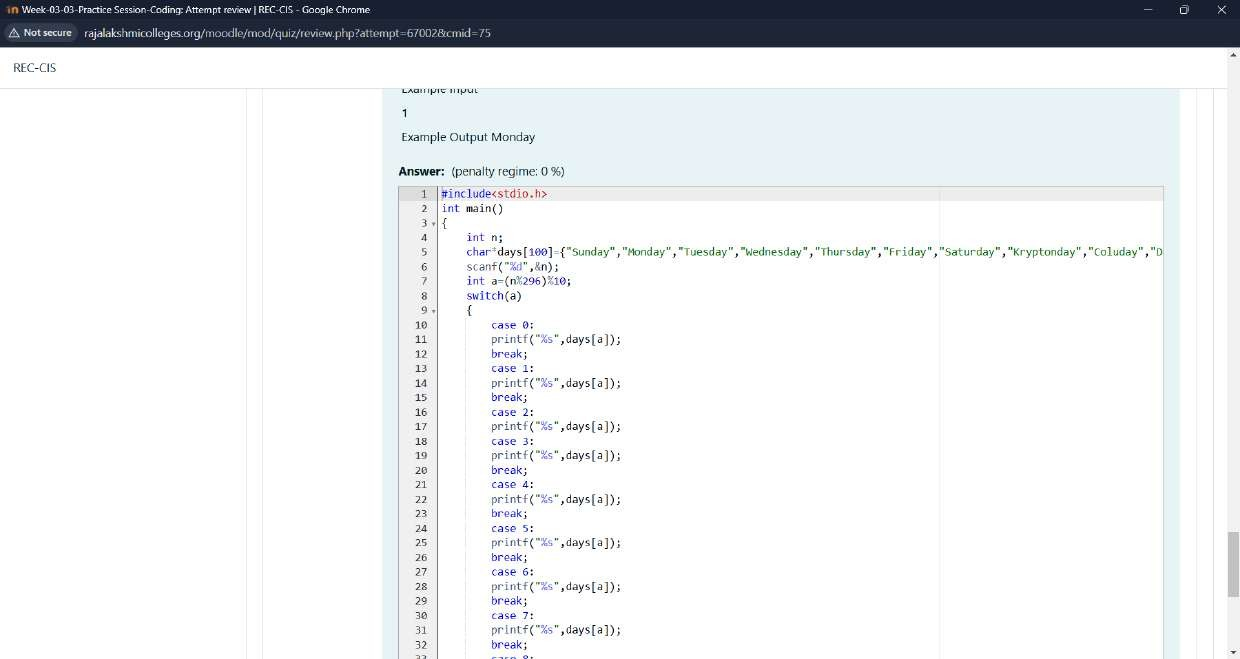 in Week-03-03-Practice Session-Coding: Attempt review | REC-CIS - Google Chrome
Not secure rajalakshmicolleges.org/moodle/mod/quiz/review.php?attempt=67002&cmid=75
REC-CIS
Example Input
1
Example Output Monday
Answer: (penalty regime: 0 %)
1 #include<stdio.h>
2 int main()
3 {
4 int n;
5 char*days[100]={"Sunday","Monday","Tuesday","Wednesday","Thursday","Friday","Saturday","Kryptonday","Coluday","D
6 scanf("%d",&n);
7 int a=(n%296)%10;
8 switch(a)
9 {
10 case 0:
11 printf("%s",days[a]);
12 break;
13 case 1:
14 printf("%s",days[a]);
15 break;
16 case 2:
17 printf("%s",days[a]);
18 case 3:
19 printf("%s",days[a]);
20 break;
21 case 4:
22 printf("%s",days[a]);
23 break;
24 case 5:
25 printf("%s",days[a]);
26 break;
27 case 6:
28 printf("%s",days[a]);
29 break;
30 case 7:
31 printf("%s",days[a]);
32 break;
33 case 8: